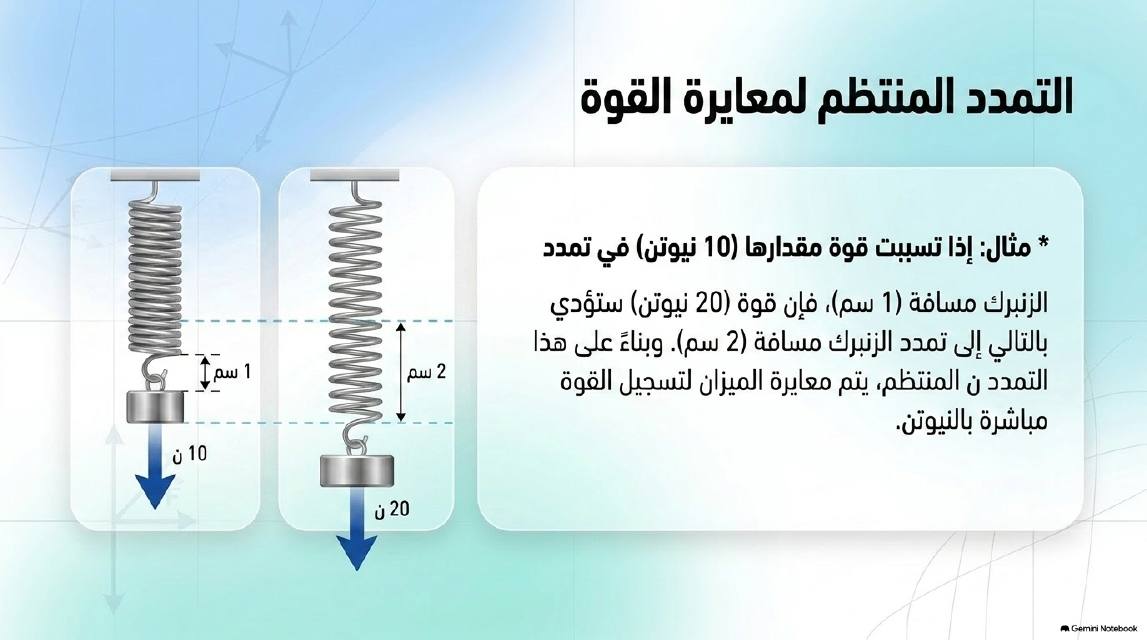 التمدد المنتظم لمعايرة القوة
* مثال: إذا تسببت قوة مقدارها (10 نيوتن) في تمدد
الزنبرك مسافة (1 سم)، فإن قوة (20 نيوتن) ستؤدي
بالتالي إلى تمدد الزنبرك مسافة (2 سم). وبناءً على هذا
التمدد ن المنتظم، يتم معايرة الميزان لتسجيل القوة
مباشرة بالنيوتن.
2 سم
1 سم
10 ن
20 ن
Gemini Notebook